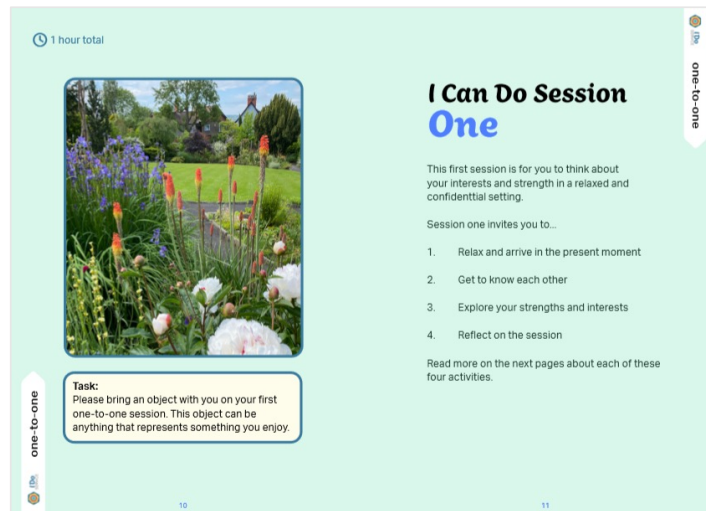 1 hour total
Task:
Please bring an object with you on your first
one-to-one session. This object can be
anything that represents something you enjoy.
one-to-one
I Do
10
I Can Do Session
One
This first session is for you to think about
your interests and strength in a relaxed and
confidenttial setting.
Session one invites you to...
1. Relax and arrive in the present moment
2. Get to know each other
3. Explore your strengths and interests
4. Reflect on the session
Read more on the next pages about each of these
four activities.
I Do
one-to-one
11